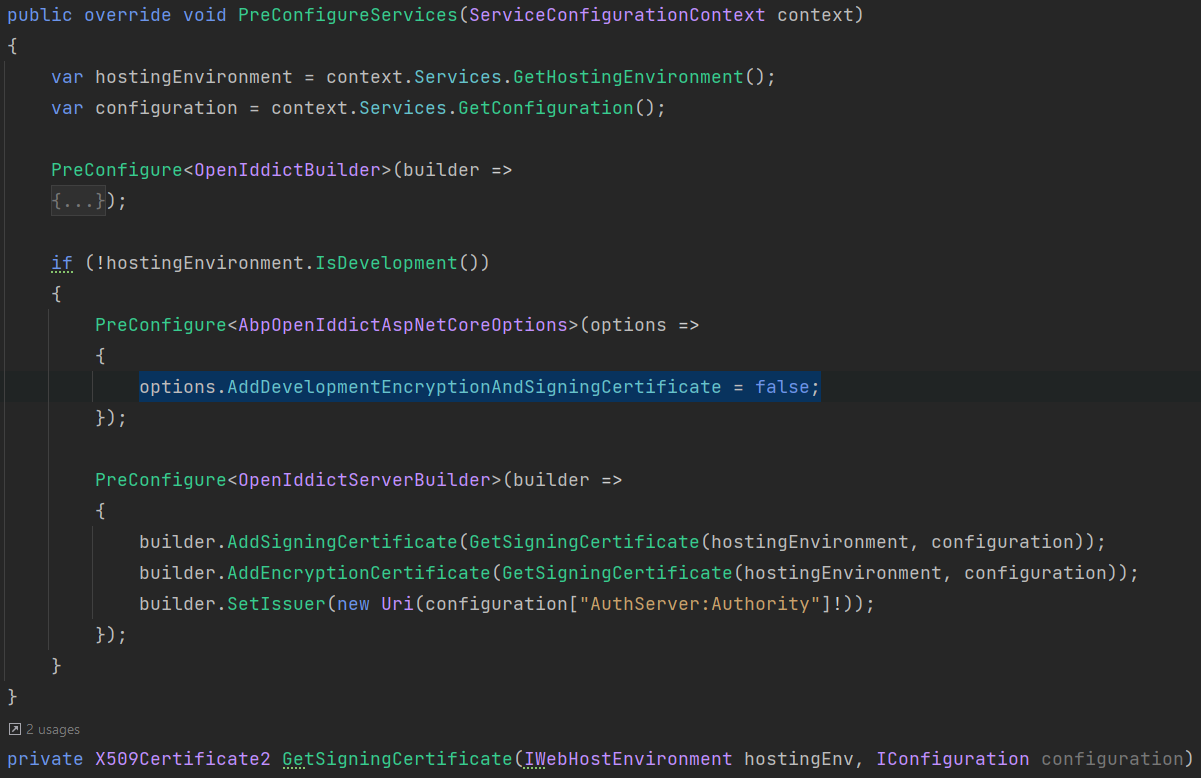 public override void PreConfigureServices(ServiceConfigurationContext context)
{
    var hostingEnvironment = context.Services.GetHostingEnvironment();
    var configuration = context.Services.GetConfiguration();

    PreConfigure<OpenIddictBuilder>(builder =>
    {...});

    if (!hostingEnvironment.IsDevelopment())
    {
        PreConfigure<AbpOpenIddictAspNetCoreOptions>(options =>
        {
            options.AddDevelopmentEncryptionAndSigningCertificate = false;
        });

        PreConfigure<OpenIddictServerBuilder>(builder =>
        {
            builder.AddSigningCertificate(GetSigningCertificate(hostingEnvironment, configuration));
            builder.AddEncryptionCertificate(GetSigningCertificate(hostingEnvironment, configuration));
            builder.SetIssuer(new Uri(configuration["AuthServer:Authority"]!));
        });
    }
}
2 usages
private X509Certificate2 GetSigningCertificate(IWebHostEnvironment hostingEnv, IConfiguration configuration)